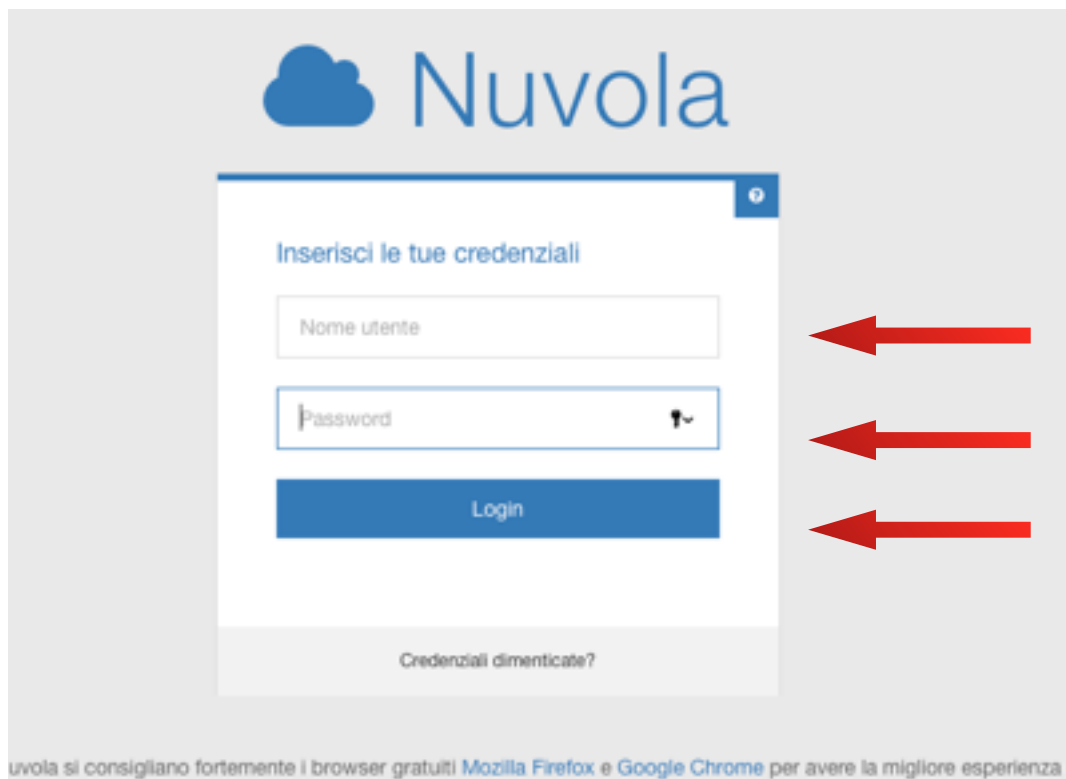 Nuvola
Inserisci le tue credenziali
Nome utente
Password
Login
Credenziali dimenticate?
uvola si consigliano fortemente i browser gratuiti Mozilla Firefox e Google Chrome per avere la migliore esperienza